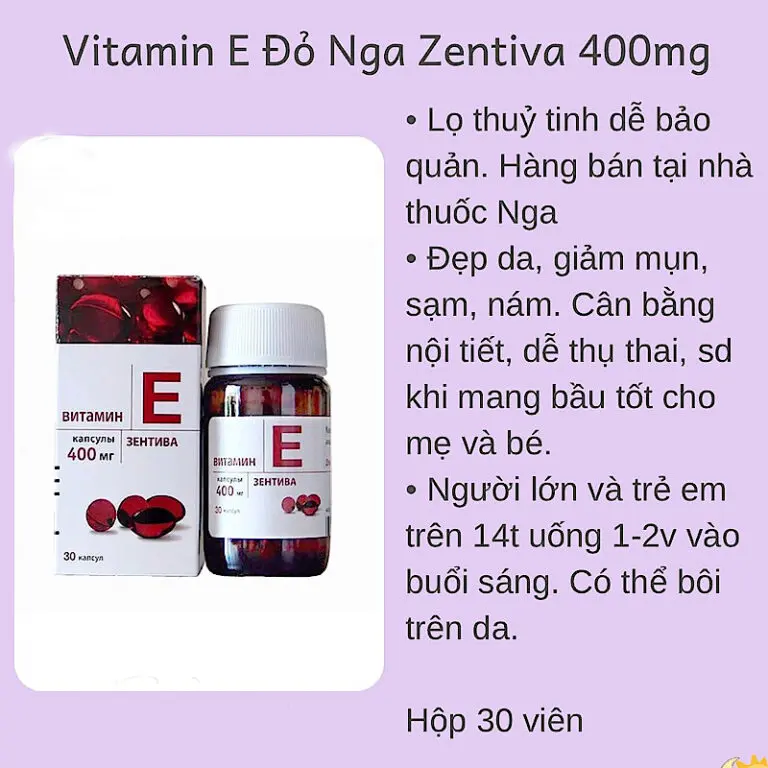 Vitamin E Đỏ Nga Zentiva 400mg
• Lọ thuỷ tinh dễ bảo
quản. Hàng bán tại nhà
thuốc Nga
• Đẹp da, giảm mụn,
sạm, nám. Cân bằng
nội tiết, dễ thụ thai, sd
khi mang bầu tốt cho
mẹ và bé.
• Người lớn và trẻ em
trên 14t uống 1-2v vào
buổi sáng. Có thể bôi
trên da.
Hộp 30 viên
ВИТАМИН E
капсулы ЗЕНТИВА
400 мг
30 капсул
ВИТАМИН E
капсулы ЗЕНТИВА
400 мг
30 капсул